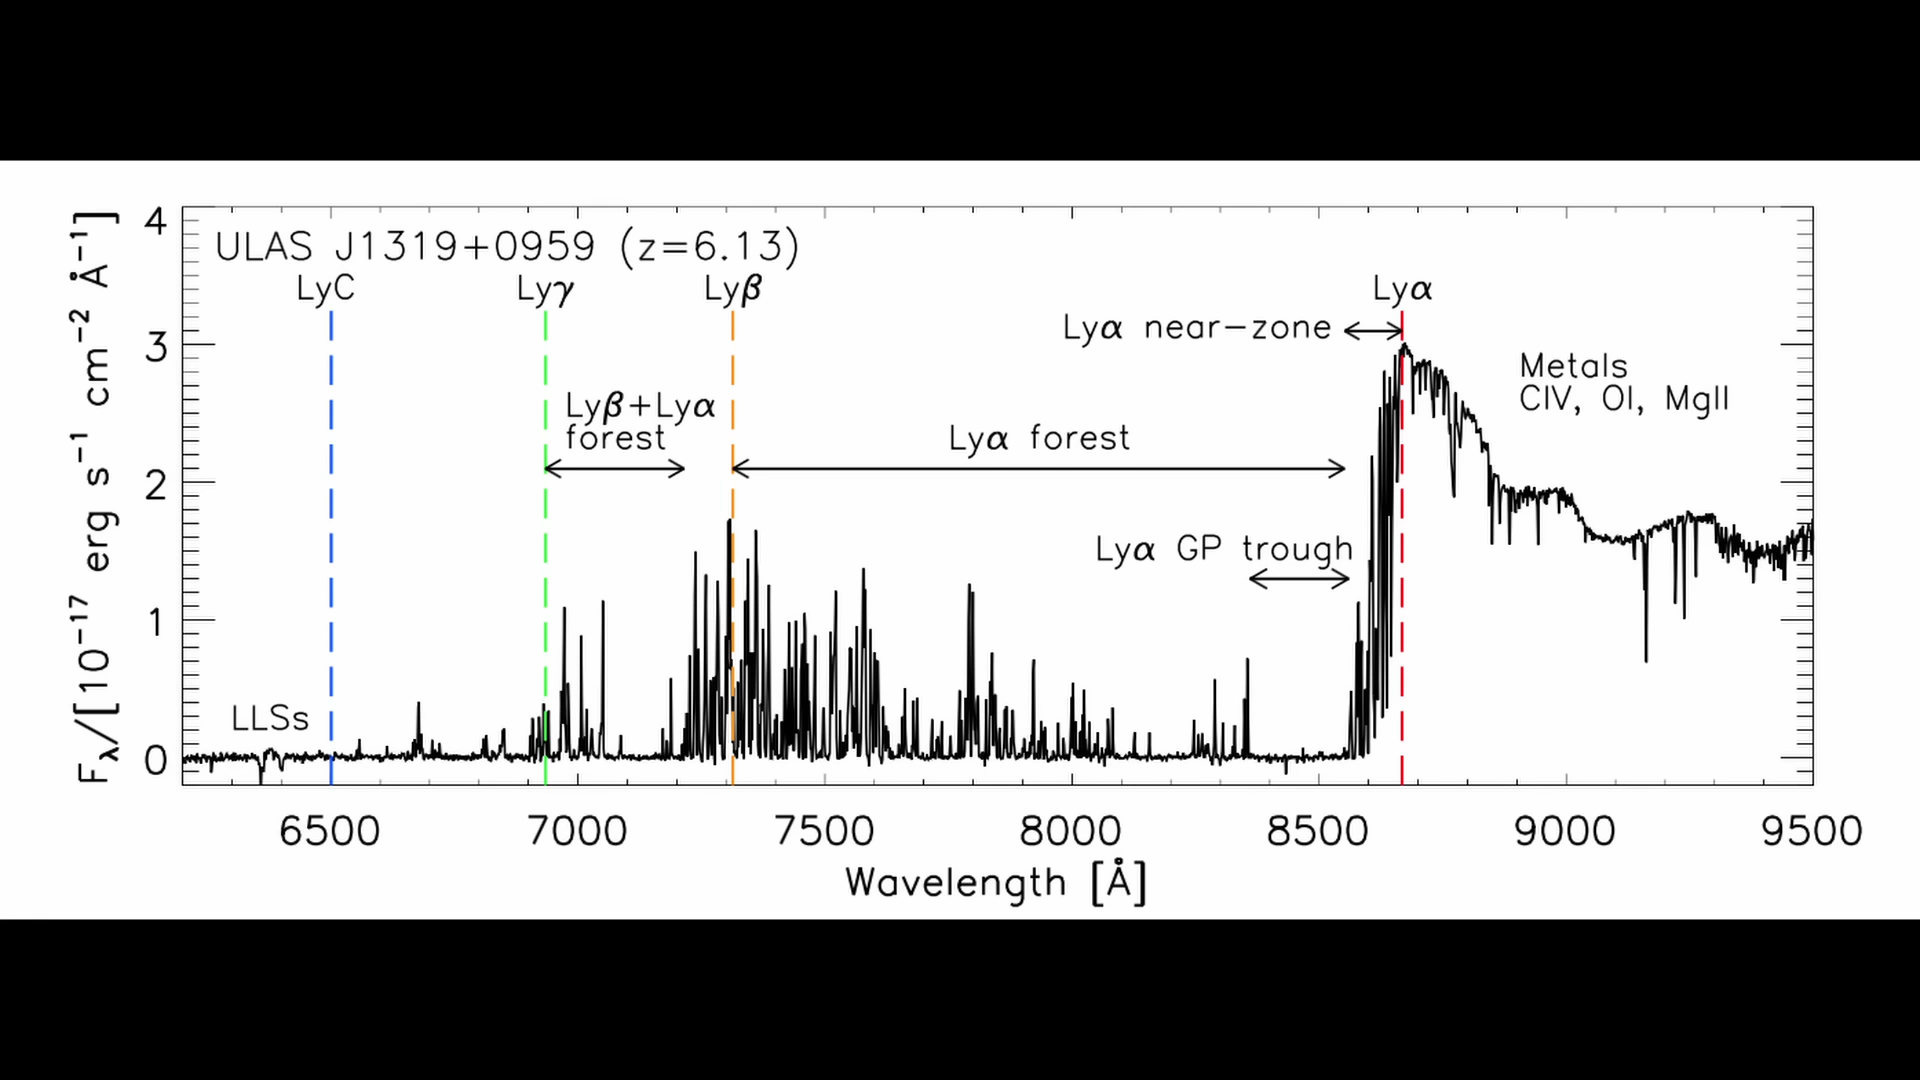 ULAS J1319+0959 (z=6.13)
LyC
Lyγ
Lyβ
Lyα
Lyα near-zone
Metals
CIV, OI, MgII
Lyβ+Lyα
forest
Lyα forest
Lyα GP trough
LLSs
4
3
2
1
0
F_λ/[10⁻¹⁷ erg s⁻¹ cm⁻² Å⁻¹]
6500 7000 7500 8000 8500 9000 9500
Wavelength [Å]